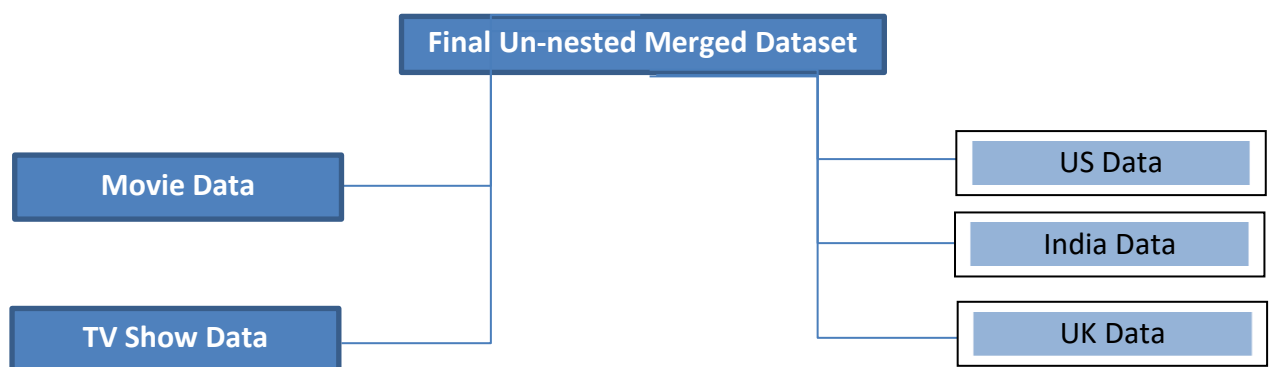 Final Un-nested Merged Dataset
Movie Data
TV Show Data
US Data
India Data
UK Data